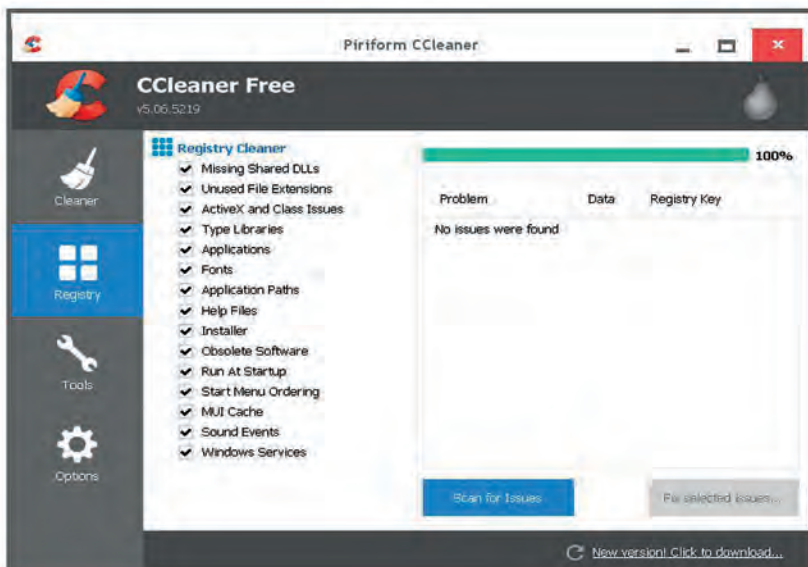 Piriform CCleaner
CCleaner Free
v5.06.5219
Cleaner
Registry
Tools
Options
Registry Cleaner
Missing Shared DLLs
Unused File Extensions
ActiveX and Class Issues
Type Libraries
Applications
Fonts
Application Paths
Help Files
Installer
Obsolete Software
Run At Startup
Start Menu Ordering
MUI Cache
Sound Events
Windows Services
100%
Problem Data Registry Key
No issues were found
Scan for Issues
Fix selected issues...
New version! Click to download...